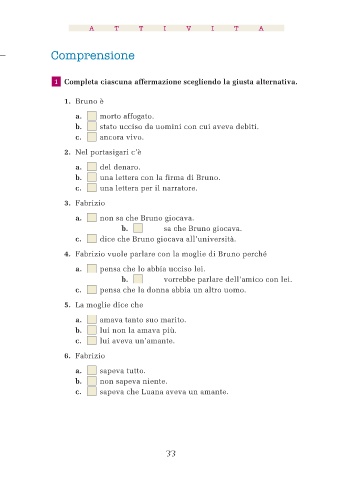 A T T I V I T A
Comprensione
1 Completa ciascuna affermazione scegliendo la giusta alternativa.
1. Bruno è
a. morto affogato.
b. stato ucciso da uomini con cui aveva debiti.
c. ancora vivo.
2. Nel portasigari c'è
a. del denaro.
b. una lettera con la firma di Bruno.
c. una lettera per il narratore.
3. Fabrizio
a. non sa che Bruno giocava.
b. sa che Bruno giocava.
c. dice che Bruno giocava all'università.
4. Fabrizio vuole parlare con la moglie di Bruno perché
a. pensa che lo abbia ucciso lei.
b. vorrebbe parlare dell'amico con lei.
c. pensa che la donna abbia un altro uomo.
5. La moglie dice che
a. amava tanto suo marito.
b. lui non la amava più.
c. lui aveva un'amante.
6. Fabrizio
a. sapeva tutto.
b. non sapeva niente.
c. sapeva che Luana aveva un amante.
33